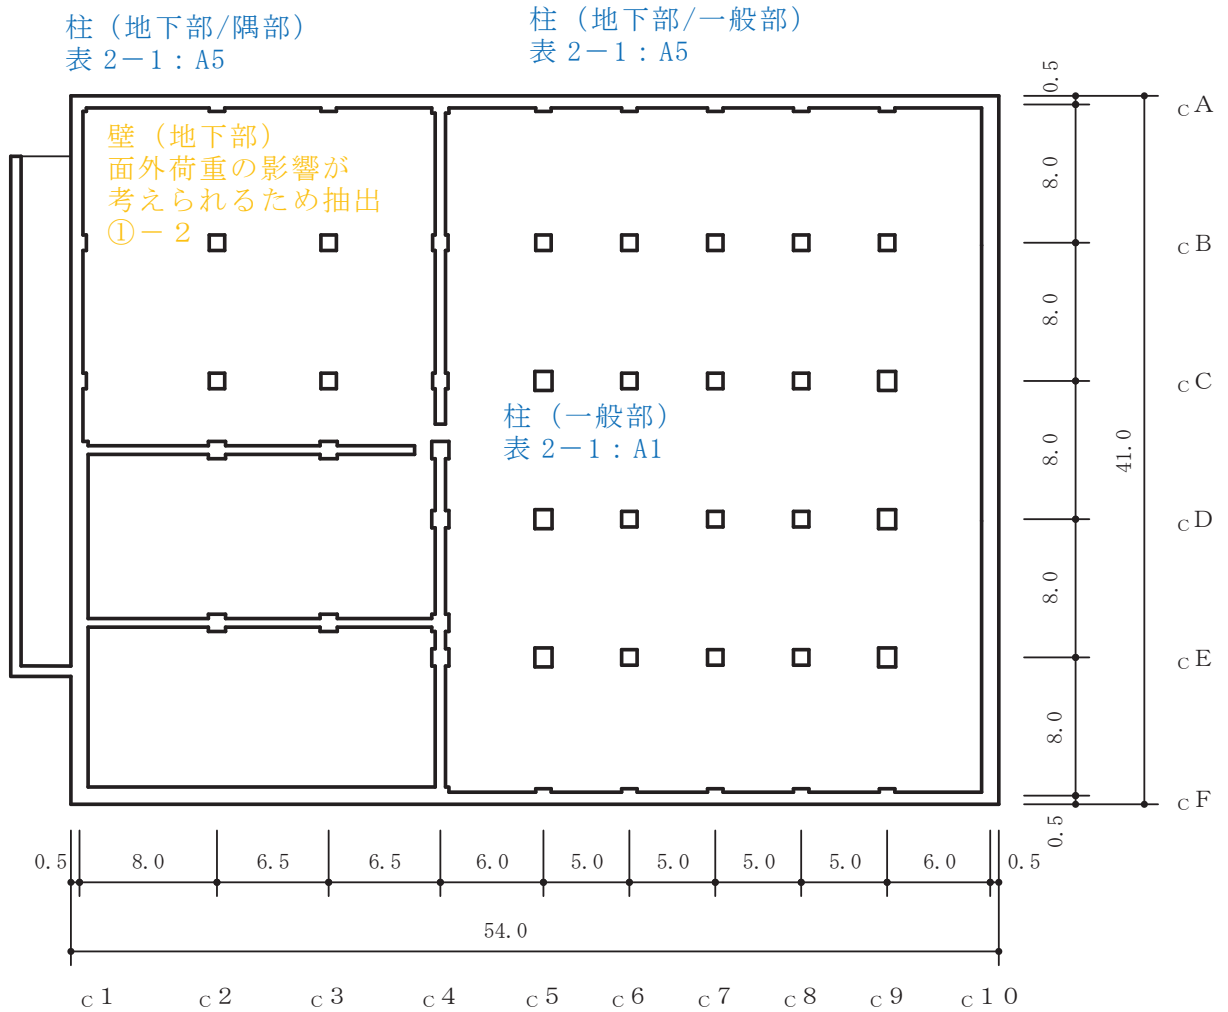 柱（地下部/隅部）
表 2－1：A5
柱（地下部/一般部）
表 2－1：A5
壁（地下部）
面外荷重の影響が
考えられるため抽出
①－２
柱（一般部）
表 2－1：A1
0.5
8.0
8.0
8.0
8.0
8.0
0.5
41.0
cA
cB
cC
cD
cE
cF
0.5 8.0 6.5 6.5 6.0 5.0 5.0 5.0 5.0 6.0 0.5
54.0
c1 c2 c3 c4 c5 c6 c7 c8 c9 c10